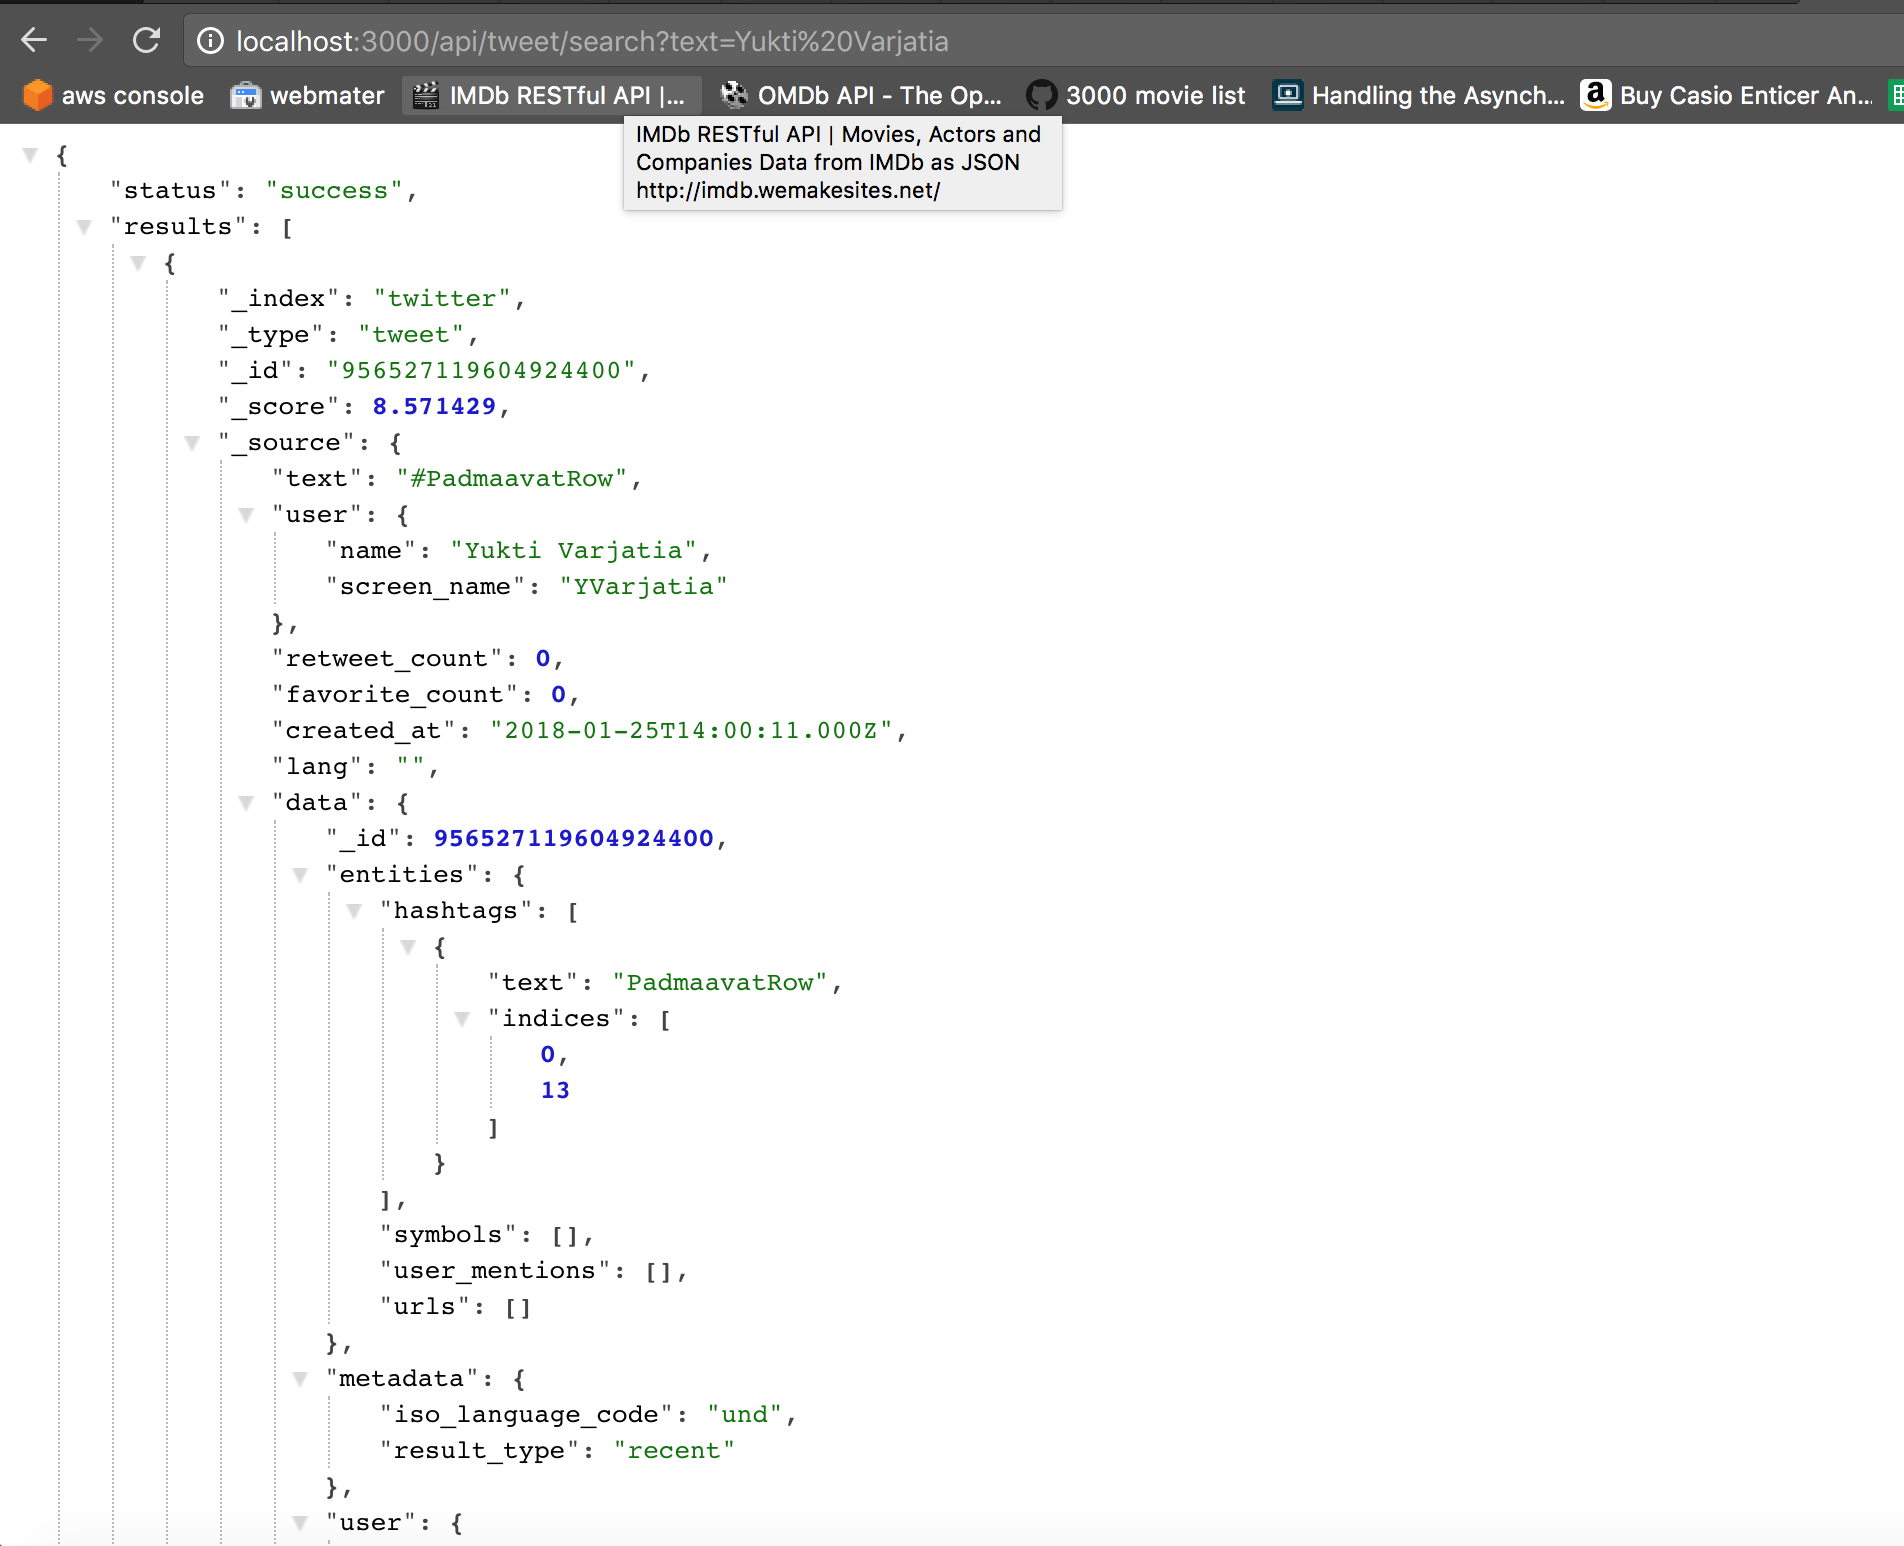 localhost:3000/api/tweet/search?text=Yukti%20Varjatia
aws console webmater IMDb RESTful API |... OMDb API - The Op... 3000 movie list Handling the Asynch... Buy Casio Enticer An...
IMDb RESTful API | Movies, Actors and
Companies Data from IMDb as JSON
http://imdb.wemakesites.net/
{
"status": "success",
"results": [
{
"_index": "twitter",
"_type": "tweet",
"_id": "956527119604924400",
"_score": 8.571429,
"_source": {
"text": "#PadmaavatRow",
"user": {
"name": "Yukti Varjatia",
"screen_name": "YVarjatia"
},
"retweet_count": 0,
"favorite_count": 0,
"created_at": "2018-01-25T14:00:11.000Z",
"lang": "",
"data": {
"_id": 956527119604924400,
"entities": {
"hashtags": [
{
"text": "PadmaavatRow",
"indices": [
0,
13
]
}
],
"symbols": [],
"user_mentions": [],
"urls": []
},
"metadata": {
"iso_language_code": "und",
"result_type": "recent"
},
"user": {